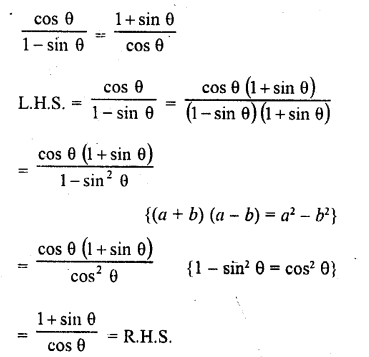 cos θ / 1 – sin θ = 1 + sin θ / cos θ
L.H.S. = cos θ / 1 – sin θ = cos θ (1 + sin θ) / (1 – sin θ) (1 + sin θ)
= cos θ (1 + sin θ) / 1 – sin² θ
{(a + b) (a – b) = a² – b²}
= cos θ (1 + sin θ) / cos² θ {1 – sin² θ = cos² θ}
= 1 + sin θ / cos θ = R.H.S.